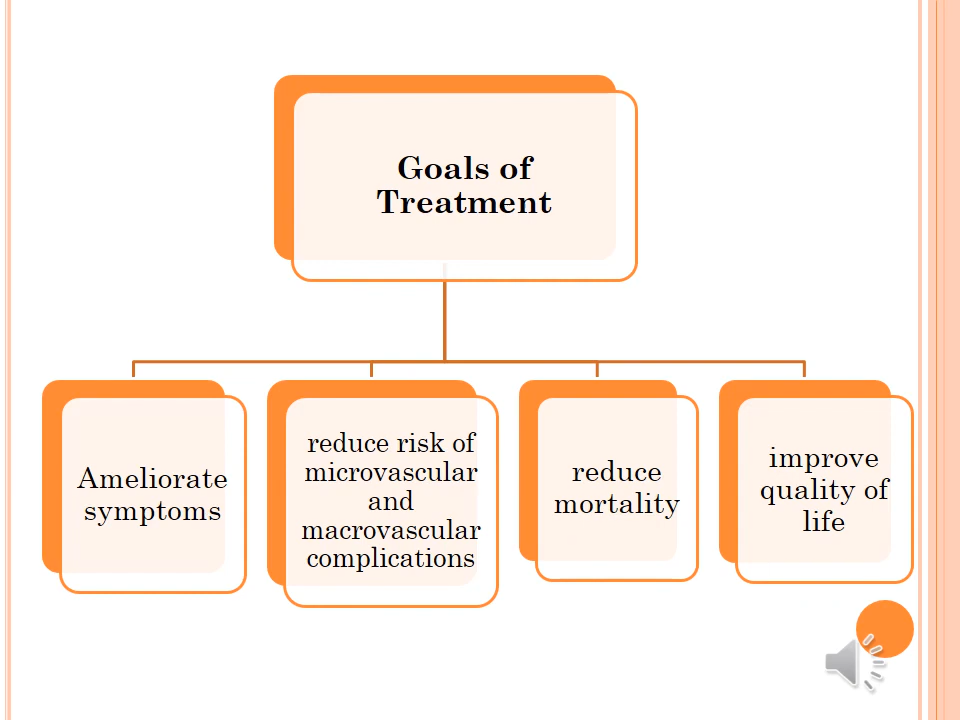 Goals of
Treatment
Ameliorate
symptoms
reduce risk of
microvascular
and
macrovascular
complications
reduce
mortality
improve
quality of
life